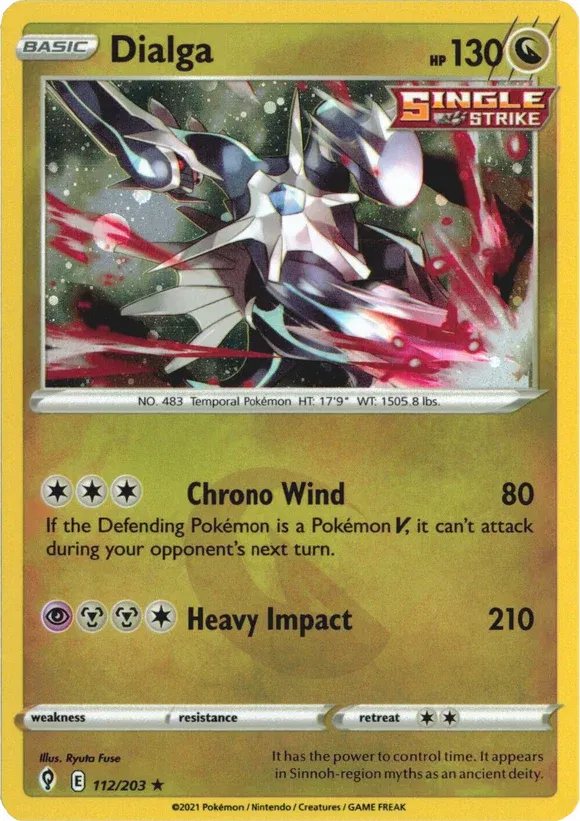 BASIC Dialga HP 130
SINGLE
STRIKE
NO. 483 Temporal Pokémon HT: 17'9" WT: 1505.8 lbs.
Chrono Wind 80
If the Defending Pokémon is a Pokémon V, it can't attack
during your opponent's next turn.
Heavy Impact 210
weakness resistance retreat
Illus. Ryuta Fuse
It has the power to control time. It appears
in Sinnoh-region myths as an ancient deity.
E 112/203 ★
©2021 Pokémon / Nintendo / Creatures / GAME FREAK